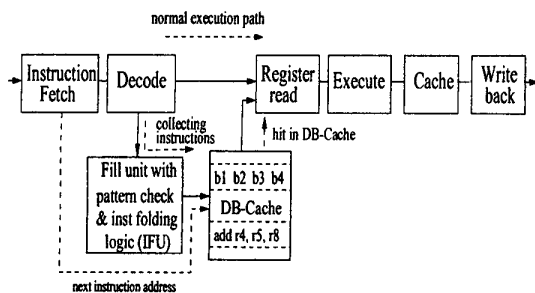 normal execution path
Instruction
Fetch
Decode
Register
read
Execute
Cache
Write
back
collecting
instructions
hit in DB-Cache
Fill unit with
pattern check
& inst folding
logic (IFU)
b1 b2 b3 b4
DB-Cache
add r4, r5, r8
next instruction address